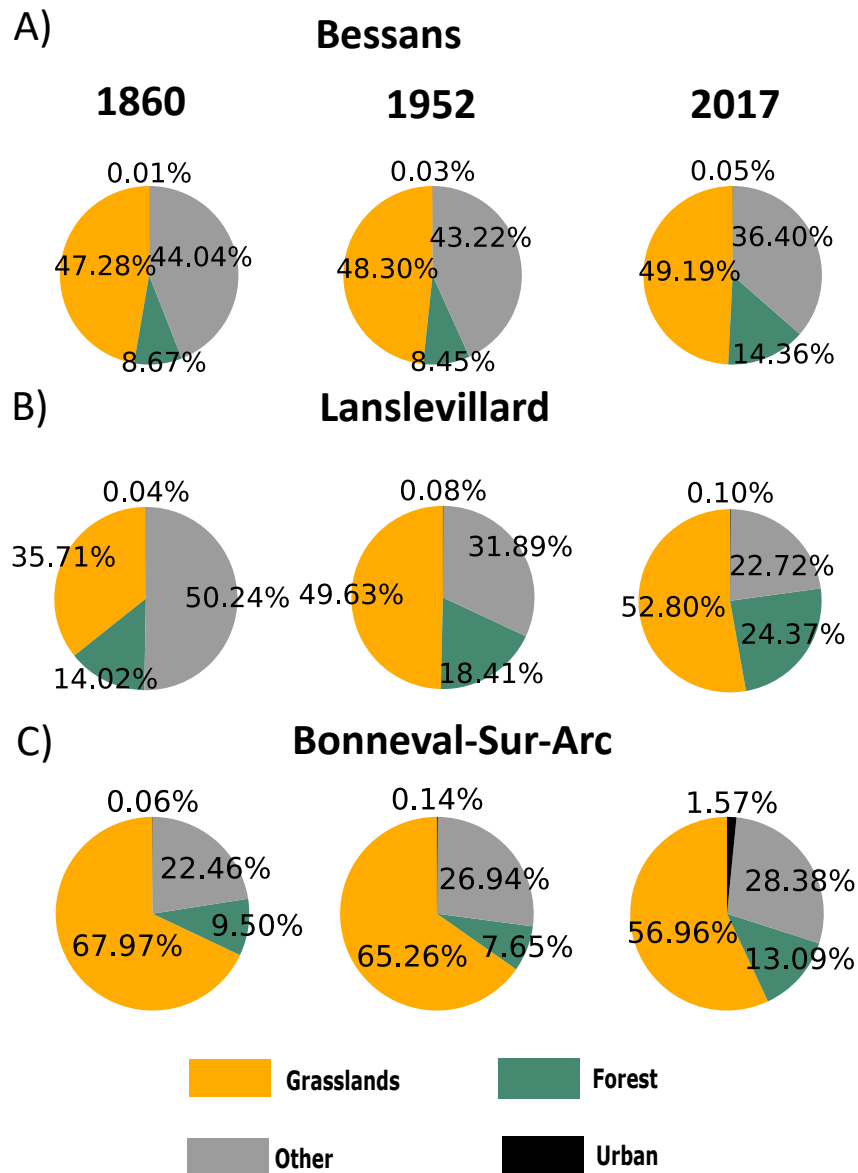 A)
Bessans
1860 1952 2017
0.01% 0.03% 0.05%
47.28% 44.04% 48.30% 43.22% 49.19% 36.40%
8.67% 8.45% 14.36%
B) Lanslevillard
0.04% 0.08% 0.10%
35.71% 50.24% 49.63% 31.89% 52.80% 22.72%
14.02% 18.41% 24.37%
C) Bonneval-Sur-Arc
0.06% 0.14% 1.57%
67.97% 22.46% 65.26% 26.94% 56.96% 28.38%
9.50% 7.65% 13.09%
Grasslands Forest
Other Urban